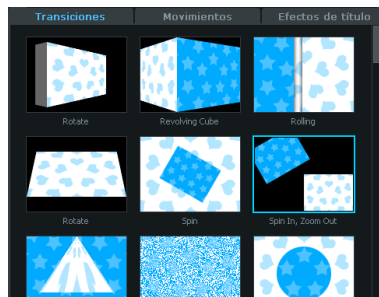 Transiciones Movimientos Efectos de título
Rotate Revolving Cube Rolling
Rotate Spin Spin In, Zoom Out